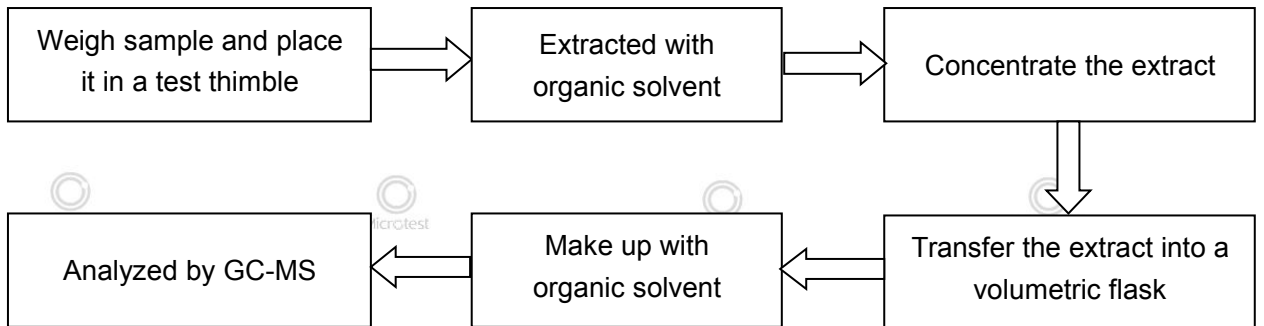 Weigh sample and place
it in a test thimble
Extracted with
organic solvent
Concentrate the extract
Transfer the extract into a
volumetric flask
Make up with
organic solvent
Analyzed by GC-MS
icrotest